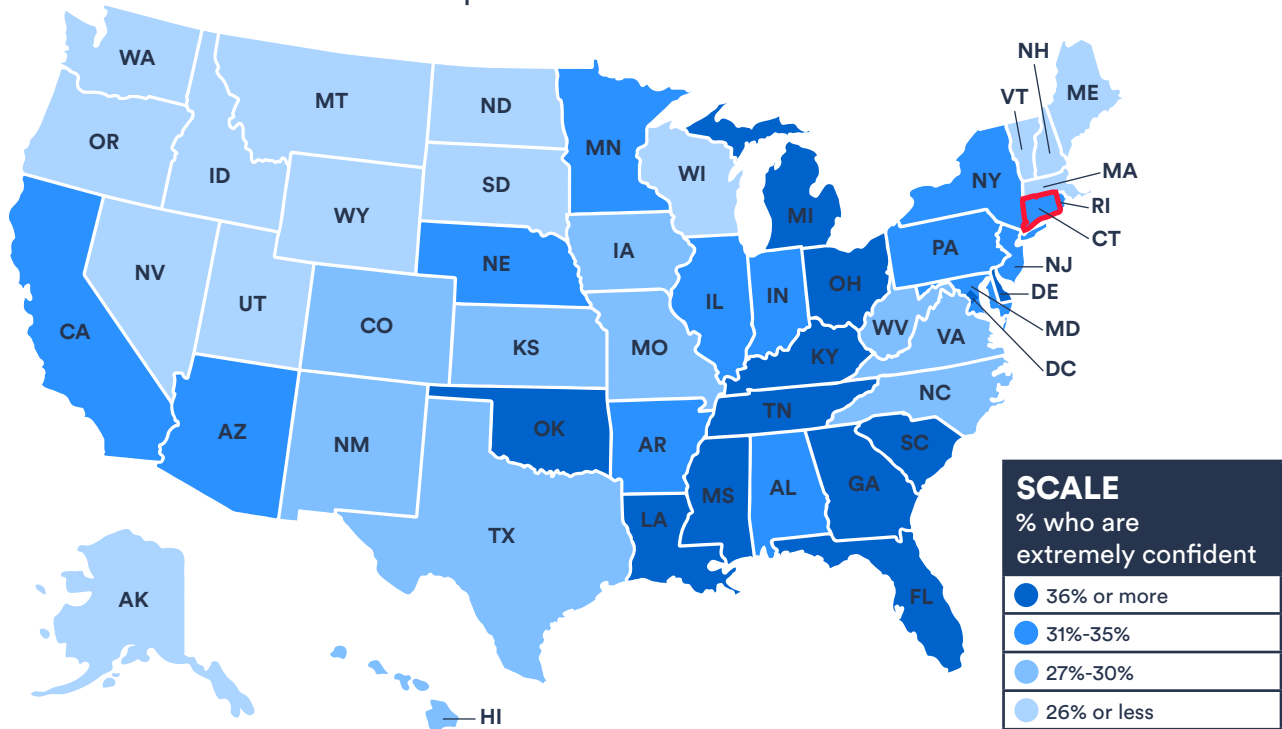 WA
MT
ND
MN
OR
ID
SD
WI
WY
NV
UT
CO
NE
IA
CA
KS
MO
IL
IN
OH
MI
KY
WV
VA
PA
NY
VT
NH
ME
MA
RI
CT
NJ
DE
MD
DC
AZ
NM
OK
AR
TN
NC
SC
TX
LA
MS
AL
GA
FL
AK
HI
SCALE
% who are
extremely confident
36% or more
31%-35%
27%-30%
26% or less